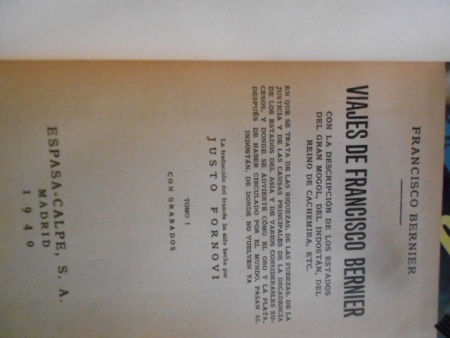 FRANCISCO BERNIER
VIAJES DE FRANCISCO BERNIER
CON LA DESCRIPCIÓN DE LOS ESTADOS
DEL GRAN MOGOL, DEL INDOSTÁN, DEL
REINO DE CACHEMIRA, ETC.
EN QUE SE TRATA DE LAS RIQUEZAS, DE LAS FUERZAS, DE LA
JUSTICIA Y DE LAS CAUSAS PRINCIPALES DE LA DECADENCIA
DE LOS ESTADOS DEL ASIA Y DE VARIOS CONSIDERABLES SU-
CESOS, Y DONDE SE ADVIERTE CÓMO EL ORO Y LA PLATA,
DESPUÉS DE HABER CIRCULADO POR EL MUNDO, PASAN AL
INDOSTÁN, DE DONDE NO VUELVEN YA
La traducción del francés ha sido hecha por
JUSTO FORNOVI
TOMO I
CON GRABADOS
ESPASA-CALPE, S. A.
MADRID
1940